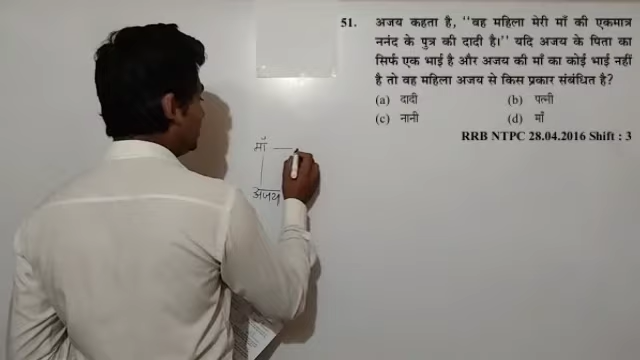 51. अजय कहता है, ‘‘वह महिला मेरी माँ की एकमात्र
ननंद के पुत्र की दादी है।’’ यदि अजय के पिता का
सिर्फ एक भाई है और अजय की माँ का कोई भाई नहीं
है तो वह महिला अजय से किस प्रकार संबंधित है?
(a) दादी (b) पत्नी
(c) नानी (d) माँ
RRB NTPC 28.04.2016 Shift : 3
माँ
अजय